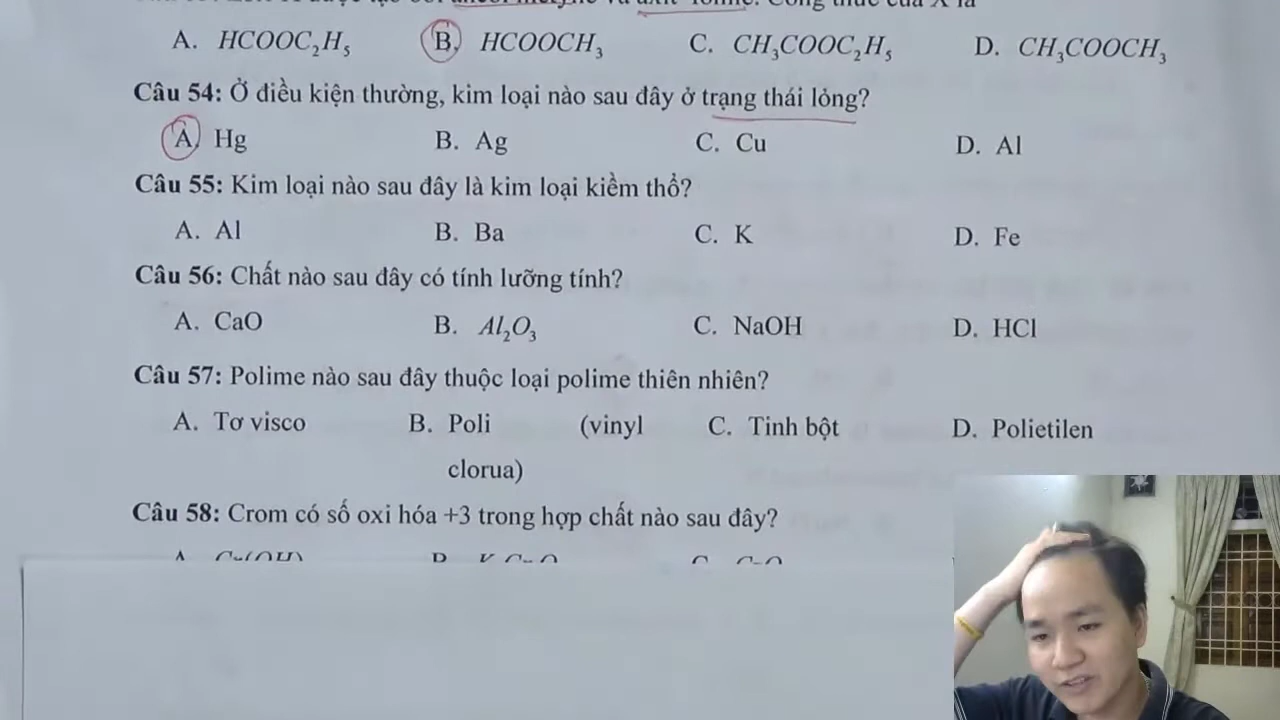 Công thức của X là
A. HCOOC₂H₅ B. HCOOCH₃ C. CH₃COOC₂H₅ D. CH₃COOCH₃
Câu 54: Ở điều kiện thường, kim loại nào sau đây ở trạng thái lỏng?
A. Hg B. Ag C. Cu D. Al
Câu 55: Kim loại nào sau đây là kim loại kiềm thổ?
A. Al B. Ba C. K D. Fe
Câu 56: Chất nào sau đây có tính lưỡng tính?
A. CaO B. Al₂O₃ C. NaOH D. HCl
Câu 57: Polime nào sau đây thuộc loại polime thiên nhiên?
A. Tơ visco B. Poli (vinyl C. Tinh bột D. Polietilen
clorua)
Câu 58: Crom có số oxi hóa +3 trong hợp chất nào sau đây?